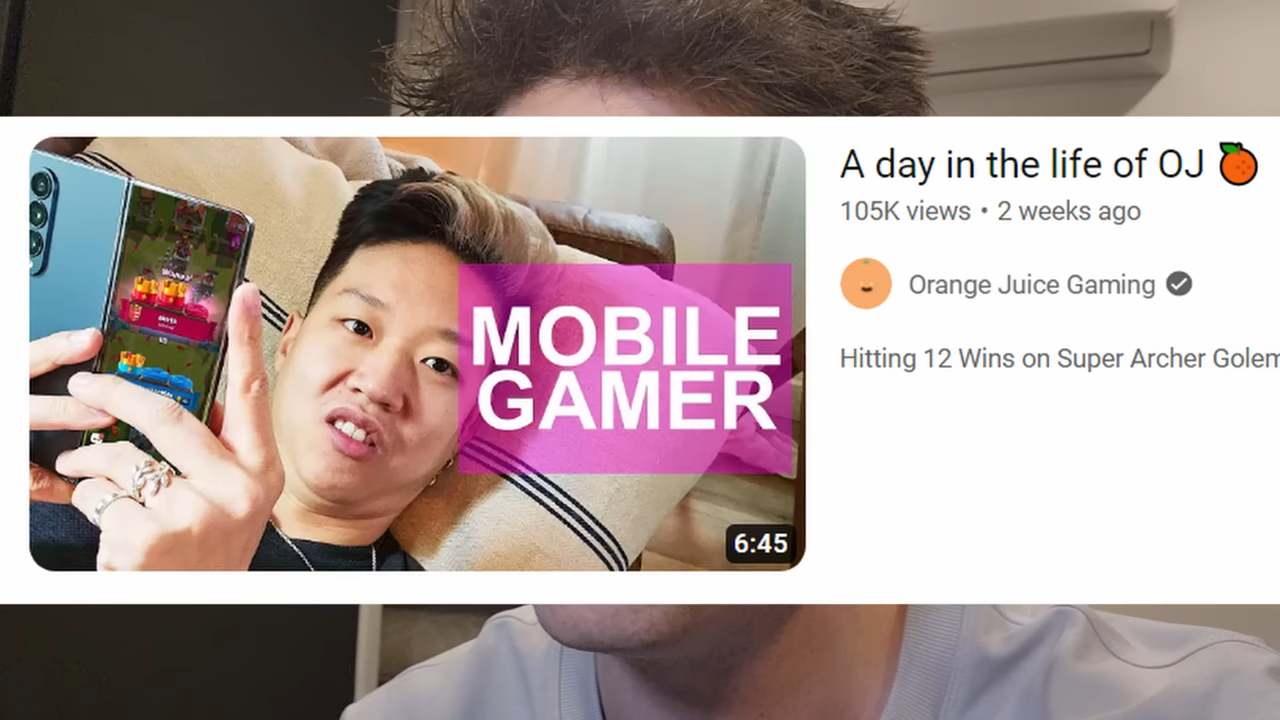 MOBILE
GAMER
6:45
A day in the life of OJ 🍊
105K views • 2 weeks ago
Orange Juice Gaming
Hitting 12 Wins on Super Archer Golem